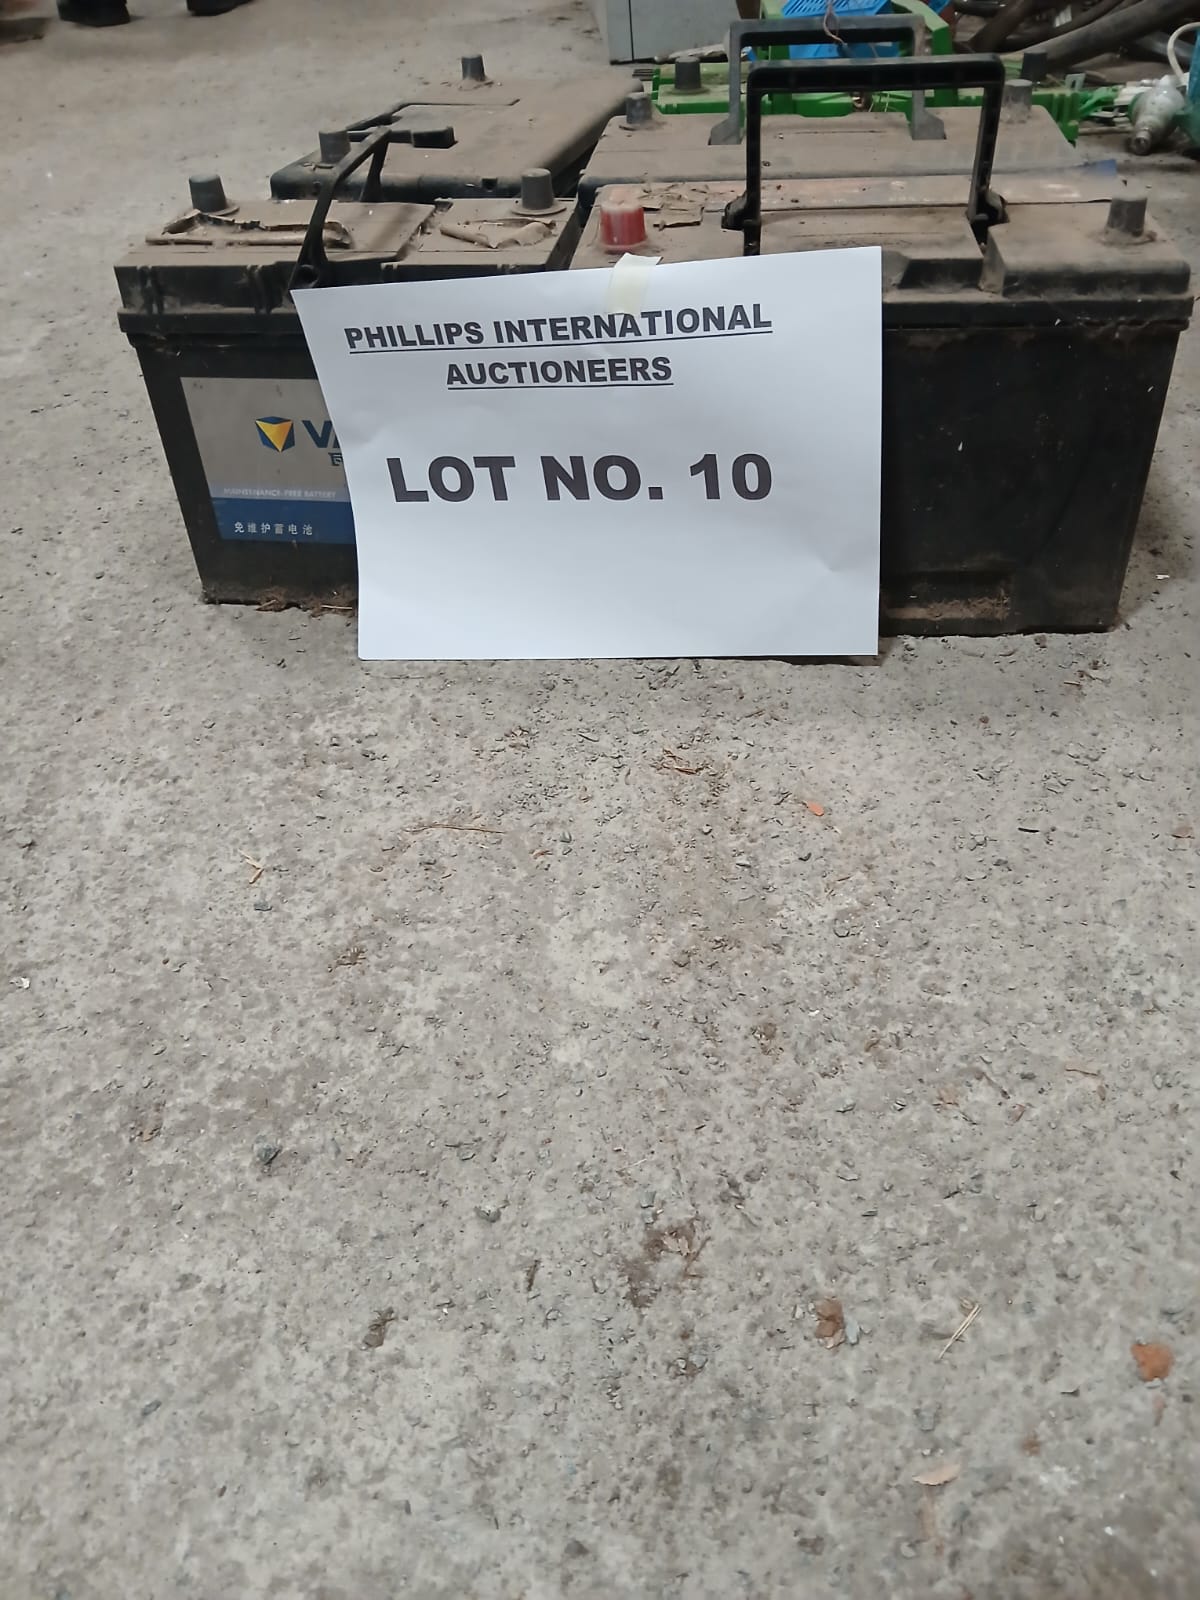 PHILLIPS INTERNATIONAL
AUCTIONEERS
LOT NO. 10
MAINTENANCE-FREE BATTERY
免维护蓄电池